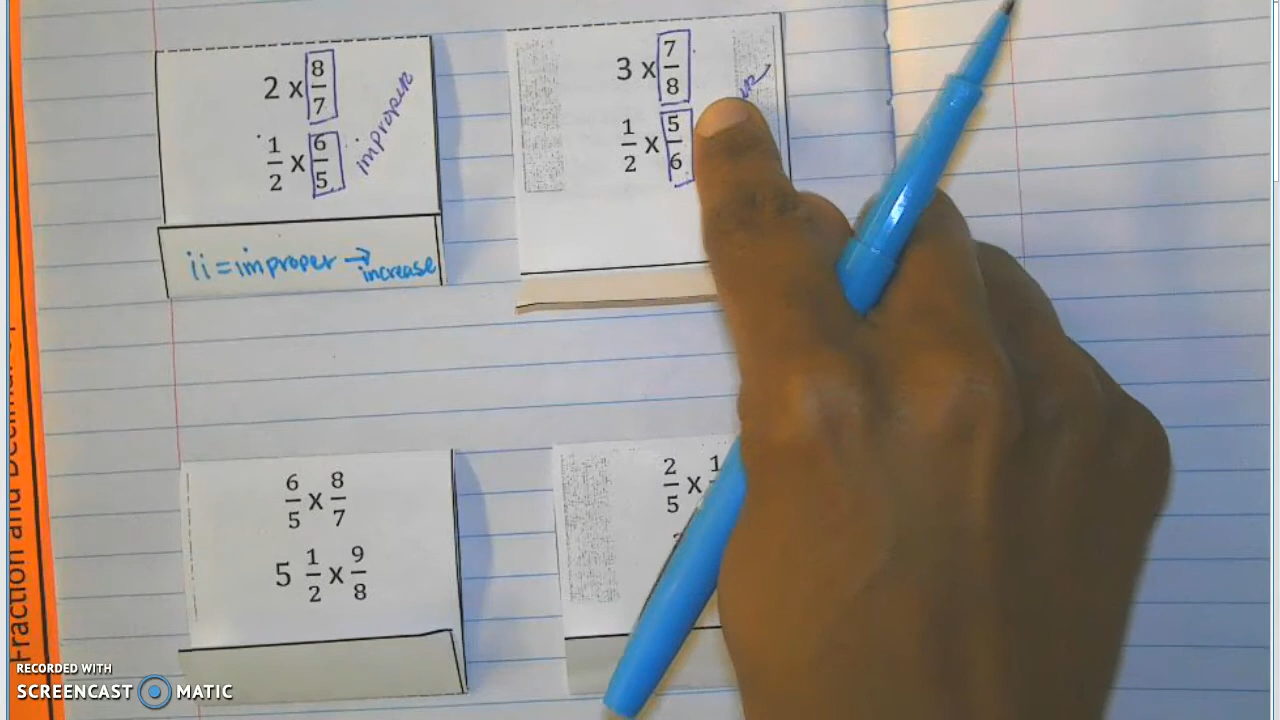 2 x 8/7
1/2 x 6/5
improper
ii = improper → increase
3 x 7/8
1/2 x 5/6
6/5 x 8/7
5 1/2 x 9/8
2/5 x
Fraction and
RECORDED WITH
SCREENCAST MATIC